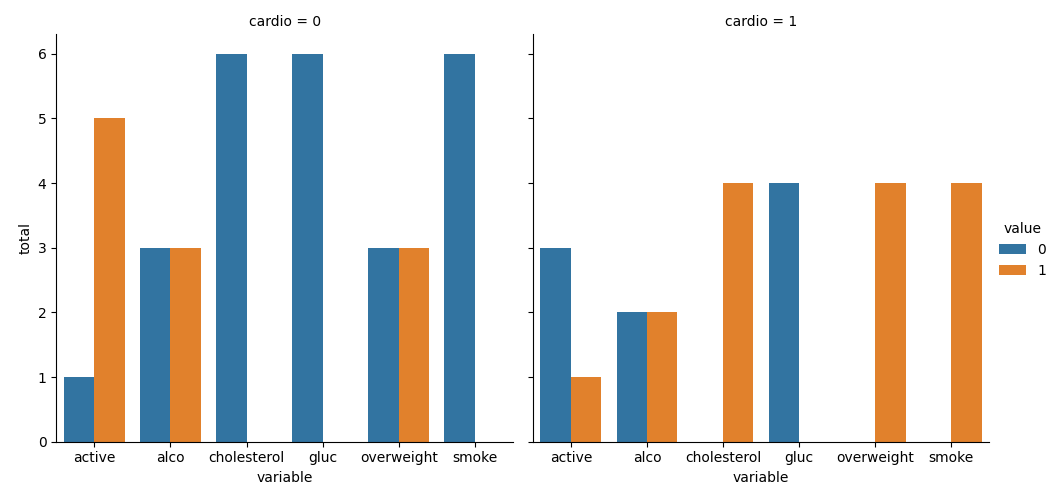 cardio = 0
cardio = 1
total
6
5
4
3
2
1
0
active alco cholesterol gluc overweight smoke
variable
active alco cholesterol gluc overweight smoke
variable
value
0
1